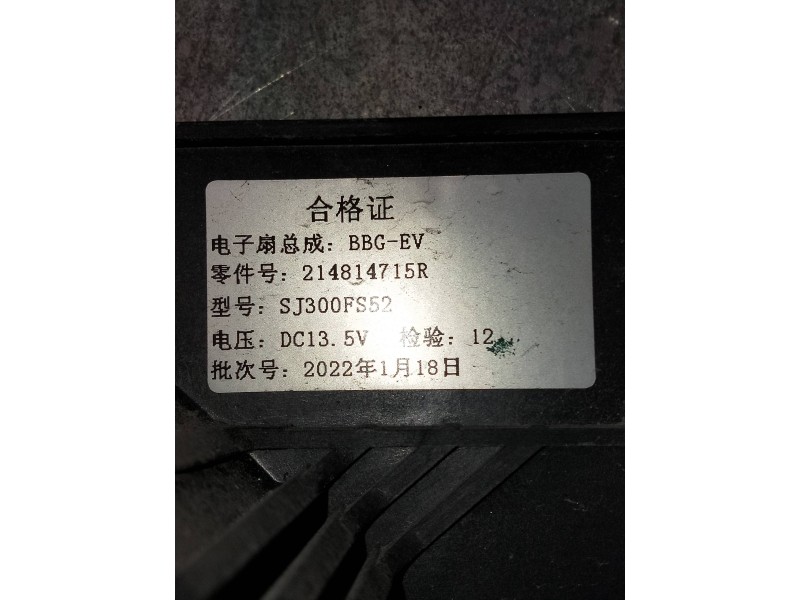 合格证
电子扇总成: BBG-EV
零件号: 214814715R
型号: SJ300FS52
电压: DC13.5V 检验: 12
批次号: 2022年1月18日